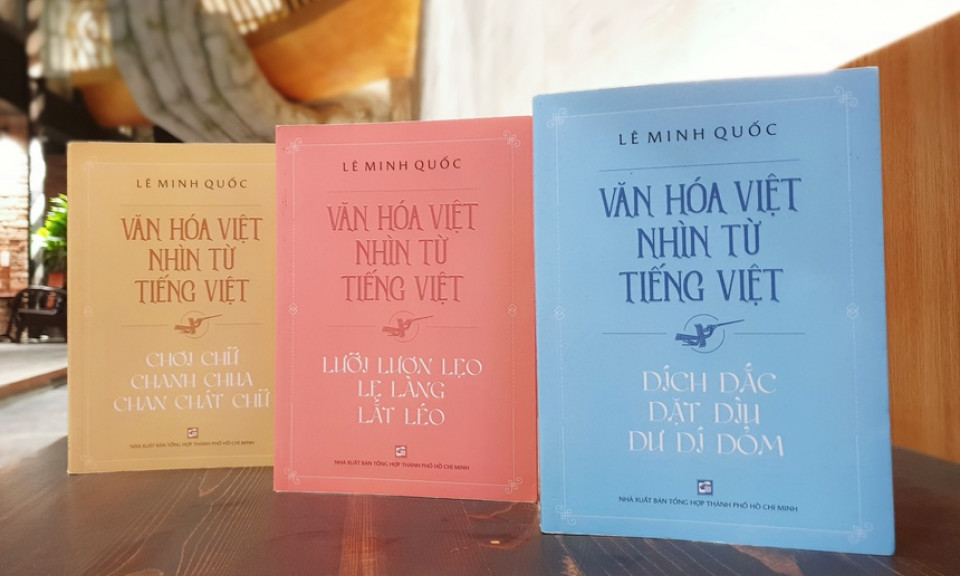 LÊ MINH QUỐC
VĂN HÓA VIỆT
NHÌN TỪ
TIẾNG VIỆT
CHƠI CHỮ
CHANH CHUA
CHAN CHÁT CHỮ
NHÀ XUẤT BẢN TỔNG HỢP THÀNH PHỐ HỒ CHÍ MINH
LÊ MINH QUỐC
VĂN HÓA VIỆT
NHÌN TỪ
TIẾNG VIỆT
LƯỠI LƯƠN LẸO
LẸ LÀNG
LẮT LÉO
NHÀ XUẤT BẢN TỔNG HỢP THÀNH PHỐ HỒ CHÍ MINH
LÊ MINH QUỐC
VĂN HÓA VIỆT
NHÌN TỪ
TIẾNG VIỆT
DÍCH DẮC
DẶT DÌU
DƯ DÍ DỎM
NHÀ XUẤT BẢN TỔNG HỢP THÀNH PHỐ HỒ CHÍ MINH